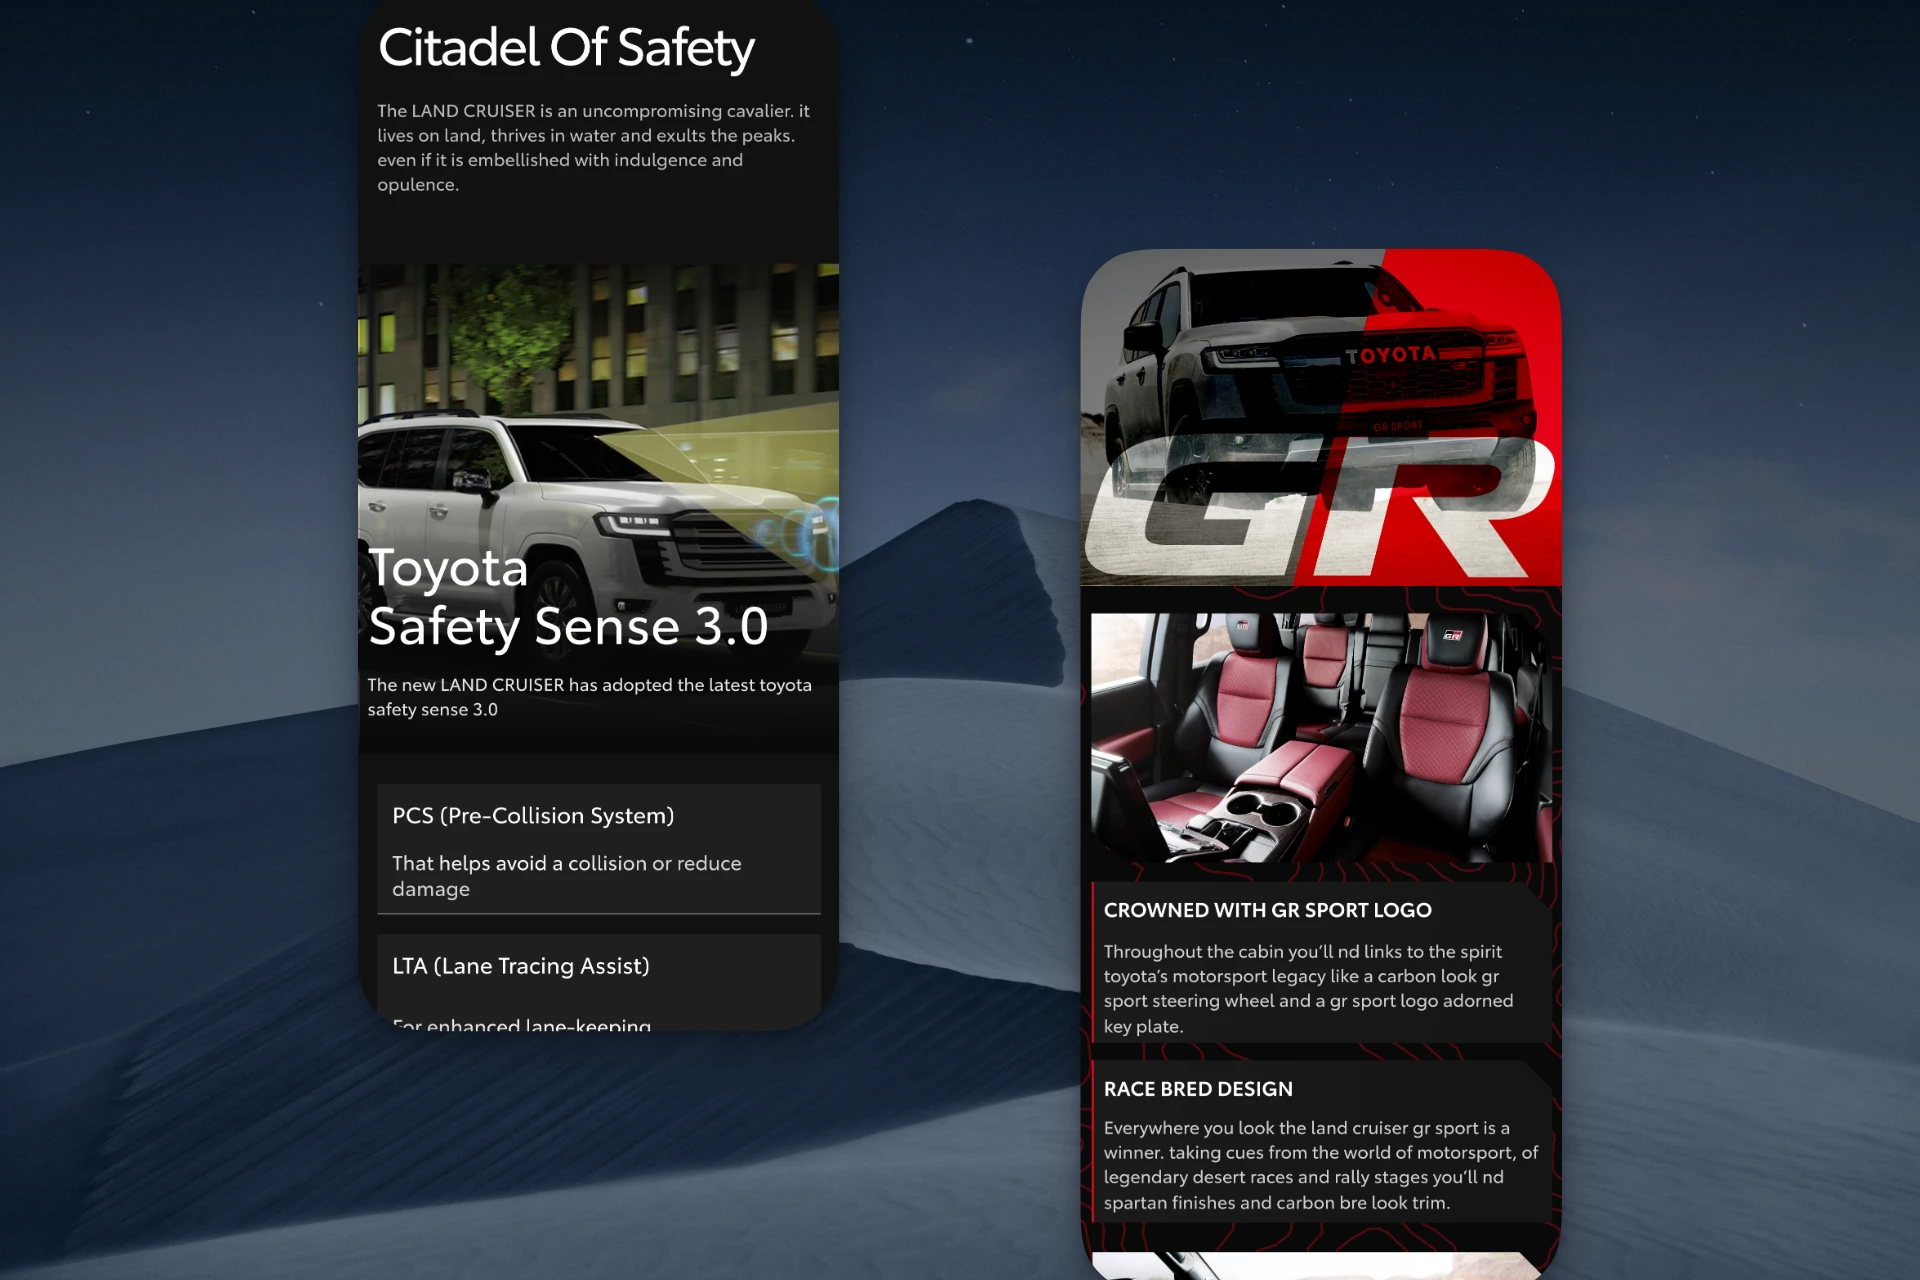 Citadel Of Safety
The LAND CRUISER is an uncompromising cavalier. it
lives on land, thrives in water and exults the peaks.
even if it is embellished with indulgence and
opulence.
LAND CRUISER
Toyota
Safety Sense 3.0
The new LAND CRUISER has adopted the latest toyota
safety sense 3.0
PCS (Pre-Collision System)
That helps avoid a collision or reduce
damage
LTA (Lane Tracing Assist)
For enhanced lane-keeping
TOYOTA
GR SPORT
GR
GR
GR
CROWNED WITH GR SPORT LOGO
Throughout the cabin you’ll nd links to the spirit
toyota’s motorsport legacy like a carbon look gr
sport steering wheel and a gr sport logo adorned
key plate.
RACE BRED DESIGN
Everywhere you look the land cruiser gr sport is a
winner. taking cues from the world of motorsport, of
legendary desert races and rally stages you’ll nd
spartan finishes and carbon bre look trim.